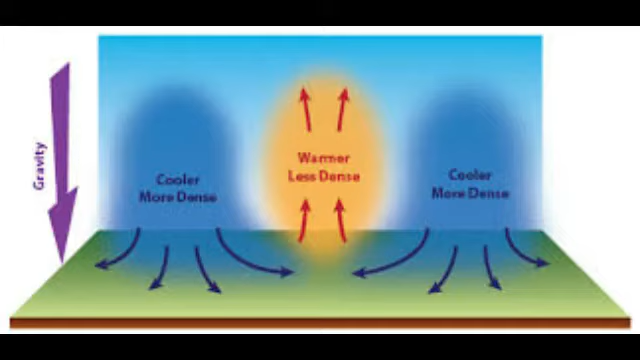 Gravity
Cooler
More Dense
Warmer
Less Dense
Cooler
More Dense